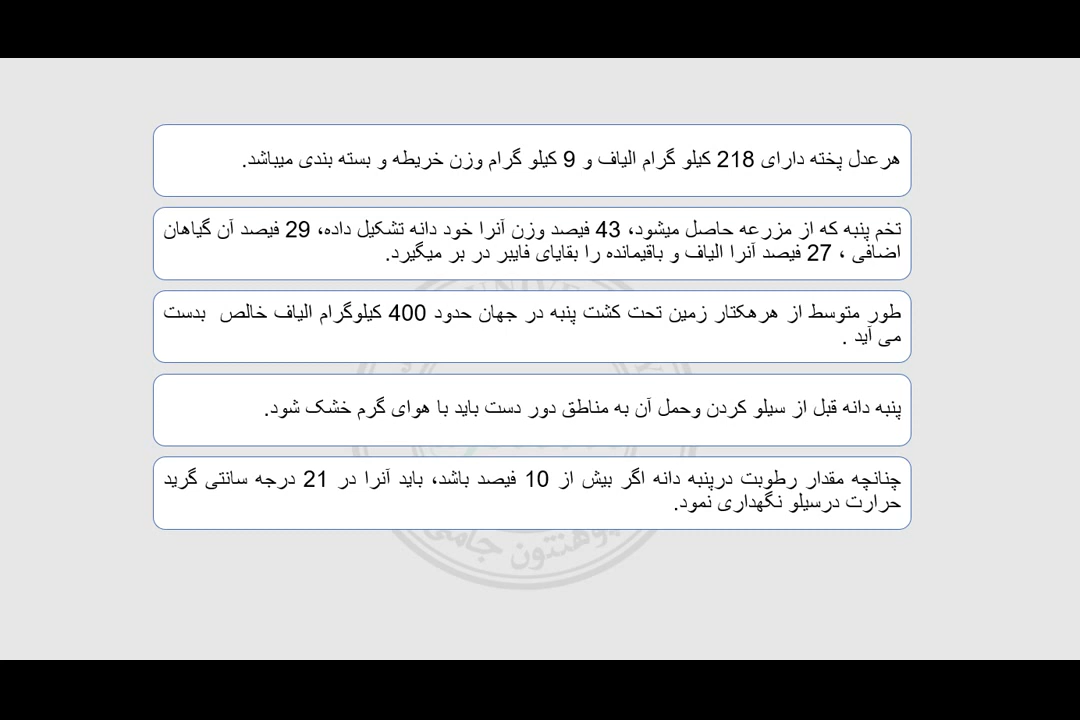 هرعدل پخته دارای 218 کیلو گرام الیاف و 9 کیلو گرام وزن خریطه و بسته بندی میباشد.
تخم پنبه که از مزرعه حاصل میشود، 43 فیصد وزن آنرا خود دانه تشکیل داده، 29 فیصد آن گیاهان
اضافی ، 27 فیصد آنرا الیاف و باقیمانده را بقایای فایبر در بر میگیرد.
طور متوسط از هرهکتار زمین تحت کشت پنبه در جهان حدود 400 کیلوگرام الیاف خالص بدست
می آید .
پنبه دانه قبل از سیلو کردن وحمل آن به مناطق دور دست باید با هوای گرم خشک شود.
چنانچه مقدار رطوبت درپنبه دانه اگر بیش از 10 فیصد باشد، باید آنرا در 21 درجه سانتی گرید
حرارت درسیلو نگهداری نمود.
پوهنتون جامی